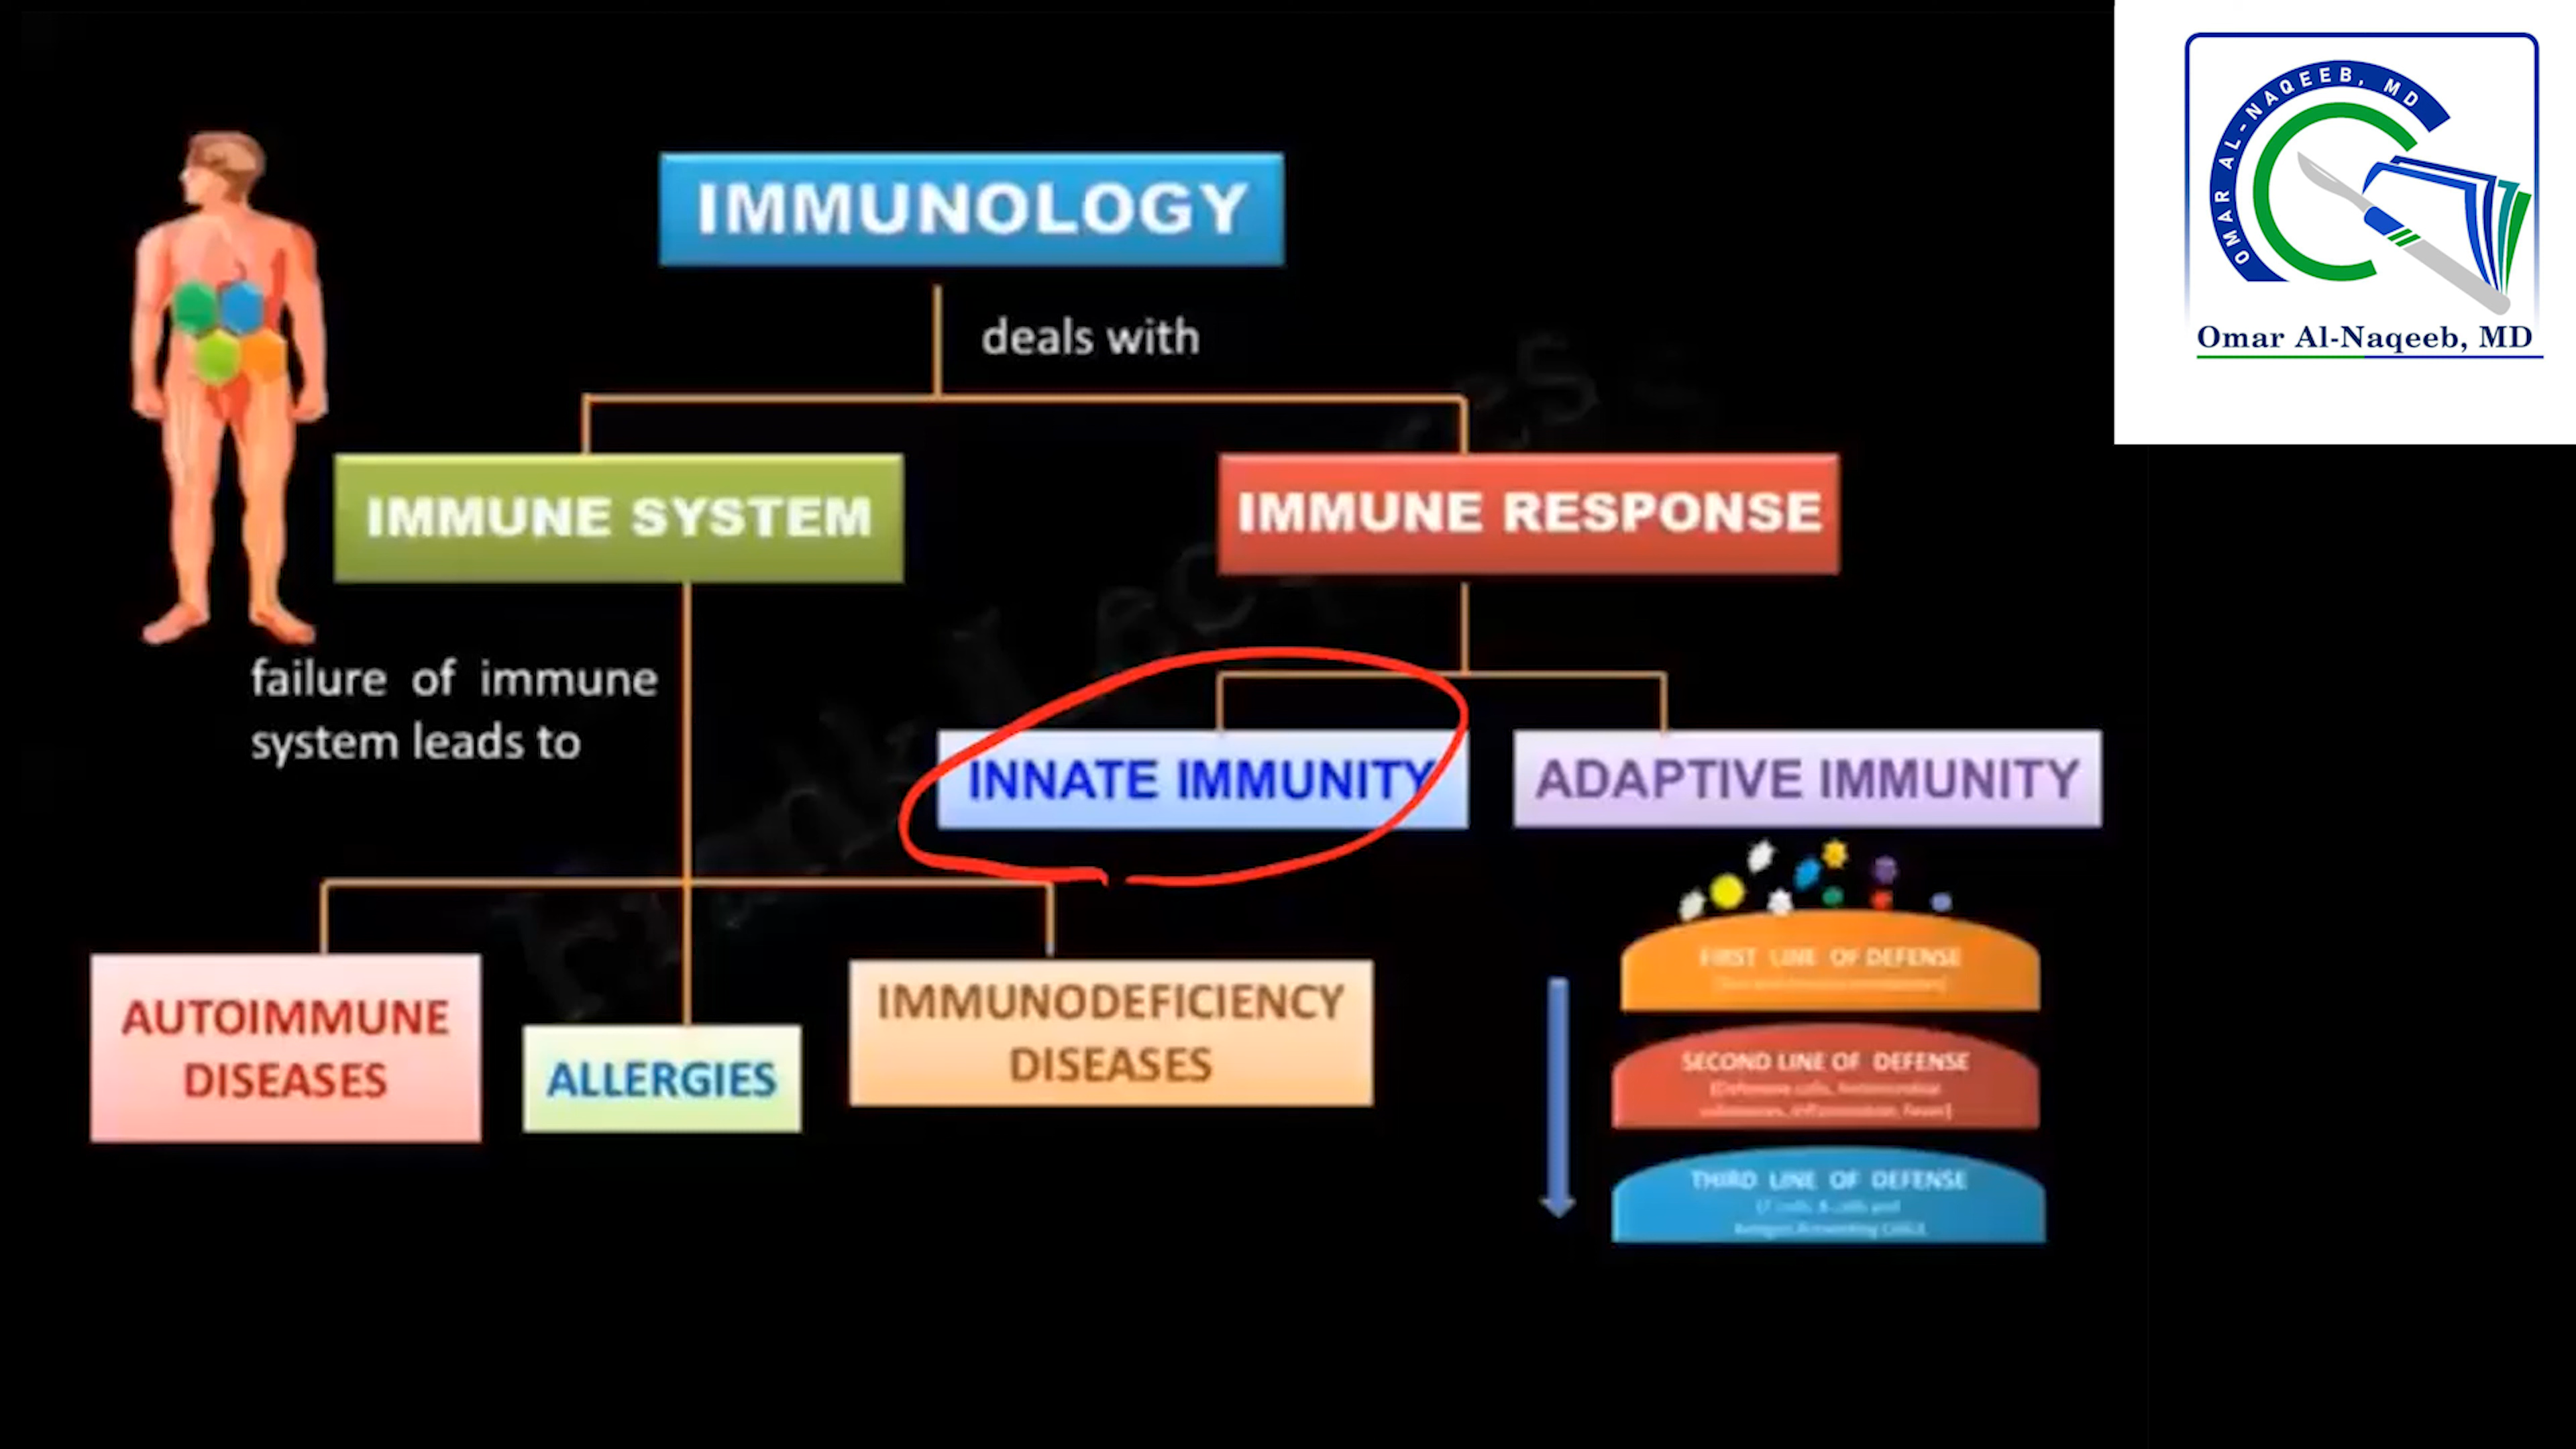 OMAR AL-NAQEEB, MD
Omar Al-Naqeeb, MD
IMMUNOLOGY
deals with
IMMUNE SYSTEM
IMMUNE RESPONSE
failure of immune
system leads to
INNATE IMMUNITY
ADAPTIVE IMMUNITY
AUTOIMMUNE
DISEASES
ALLERGIES
IMMUNODEFICIENCY
DISEASES
FIRST LINE OF DEFENSE
SECOND LINE OF DEFENSE
THIRD LINE OF DEFENSE